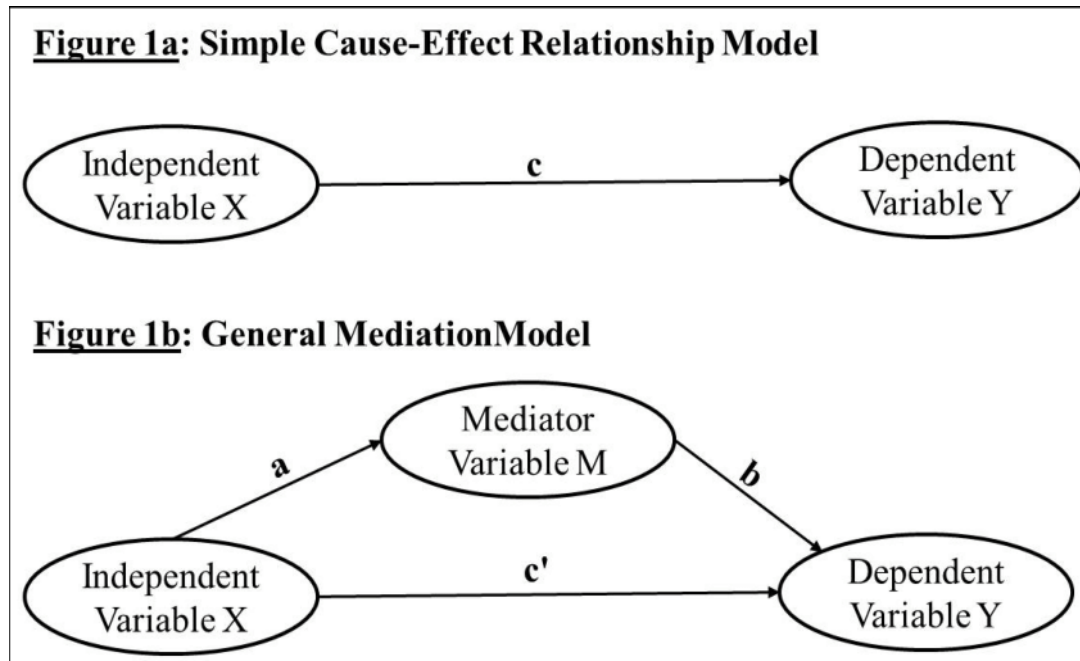 Figure 1a: Simple Cause-Effect Relationship Model
Independent
Variable X
c
Dependent
Variable Y
Figure 1b: General MediationModel
Mediator
Variable M
a
b
Independent
Variable X
c'
Dependent
Variable Y